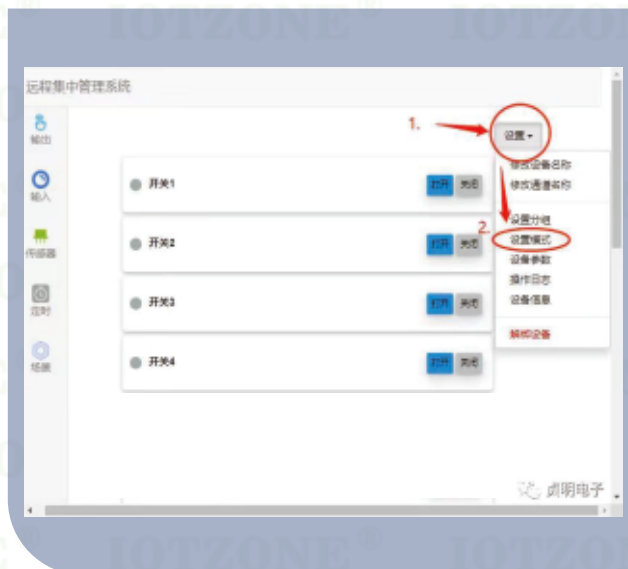 IOTZONE®
远程集中管理系统
输出
输入
传感器
定时
场景
1.
设置
修改设备名称
修改通道名称
设置分组
2.
设置模式
设备参数
操作日志
设备信息
解绑设备
开关1
打开 关闭
开关2
打开 关闭
开关3
打开 关闭
开关4
打开 关闭
贞明电子
IOTZONE®
IOTZO